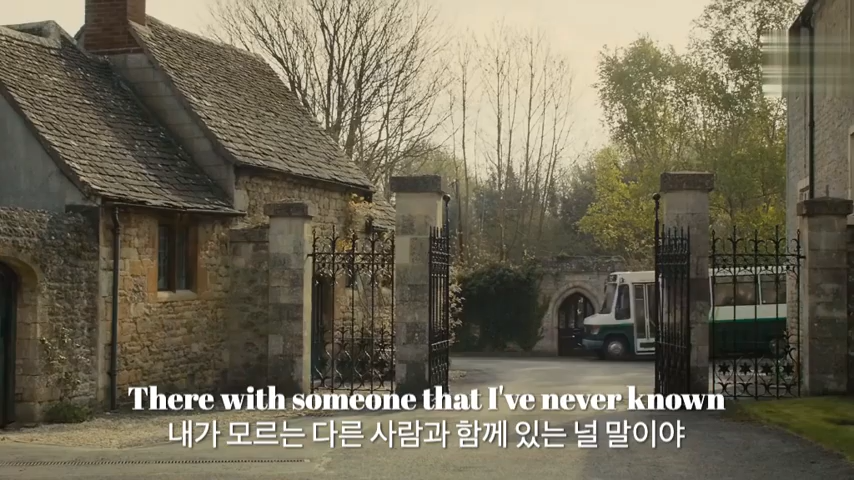 There with someone that I've never known
내가 모르는 다른 사람과 함께 있는 널 말이야